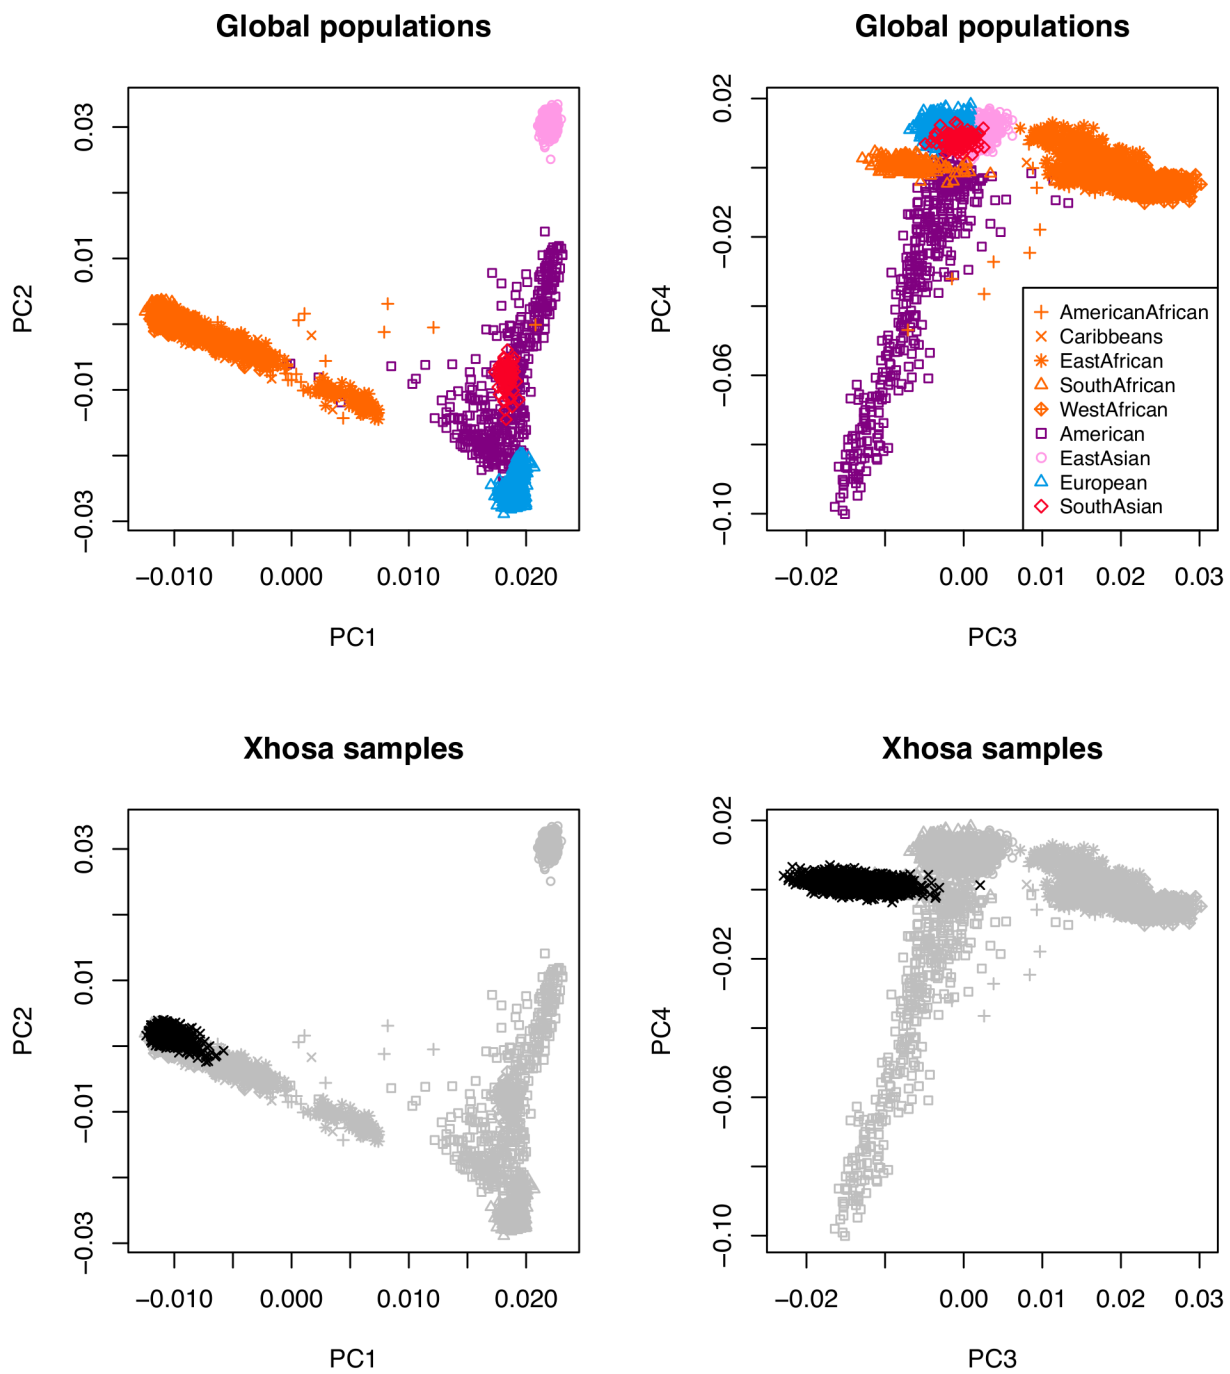 Global populations
0.03
0.01
−0.01
−0.03
PC2
−0.010 0.000 0.010 0.020
PC1
Global populations
0.02
−0.02
−0.06
−0.10
PC4
AmericanAfrican
Caribbeans
EastAfrican
SouthAfrican
WestAfrican
American
EastAsian
European
SouthAsian
−0.02 0.00 0.01 0.02 0.03
PC3
Xhosa samples
0.03
0.01
−0.01
−0.03
PC2
−0.010 0.000 0.010 0.020
PC1
Xhosa samples
0.02
−0.02
−0.06
−0.10
PC4
−0.02 0.00 0.01 0.02 0.03
PC3